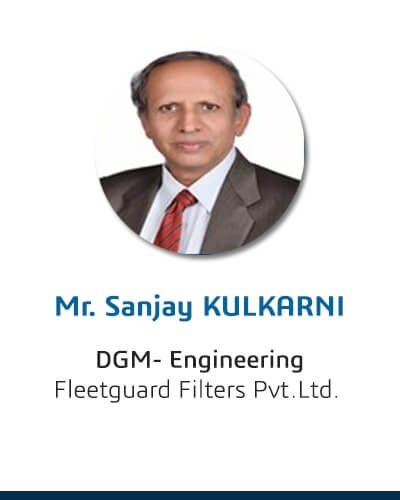 Mr. Sanjay KULKARNI
DGM- Engineering
Fleetguard Filters Pvt.Ltd.